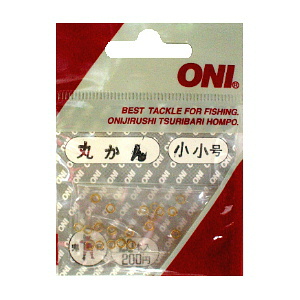 ONI®
BEST TACKLE FOR FISHING.
ONIJIRUSHI TSURIBARI HOMPO.
丸かん 小小号
200円